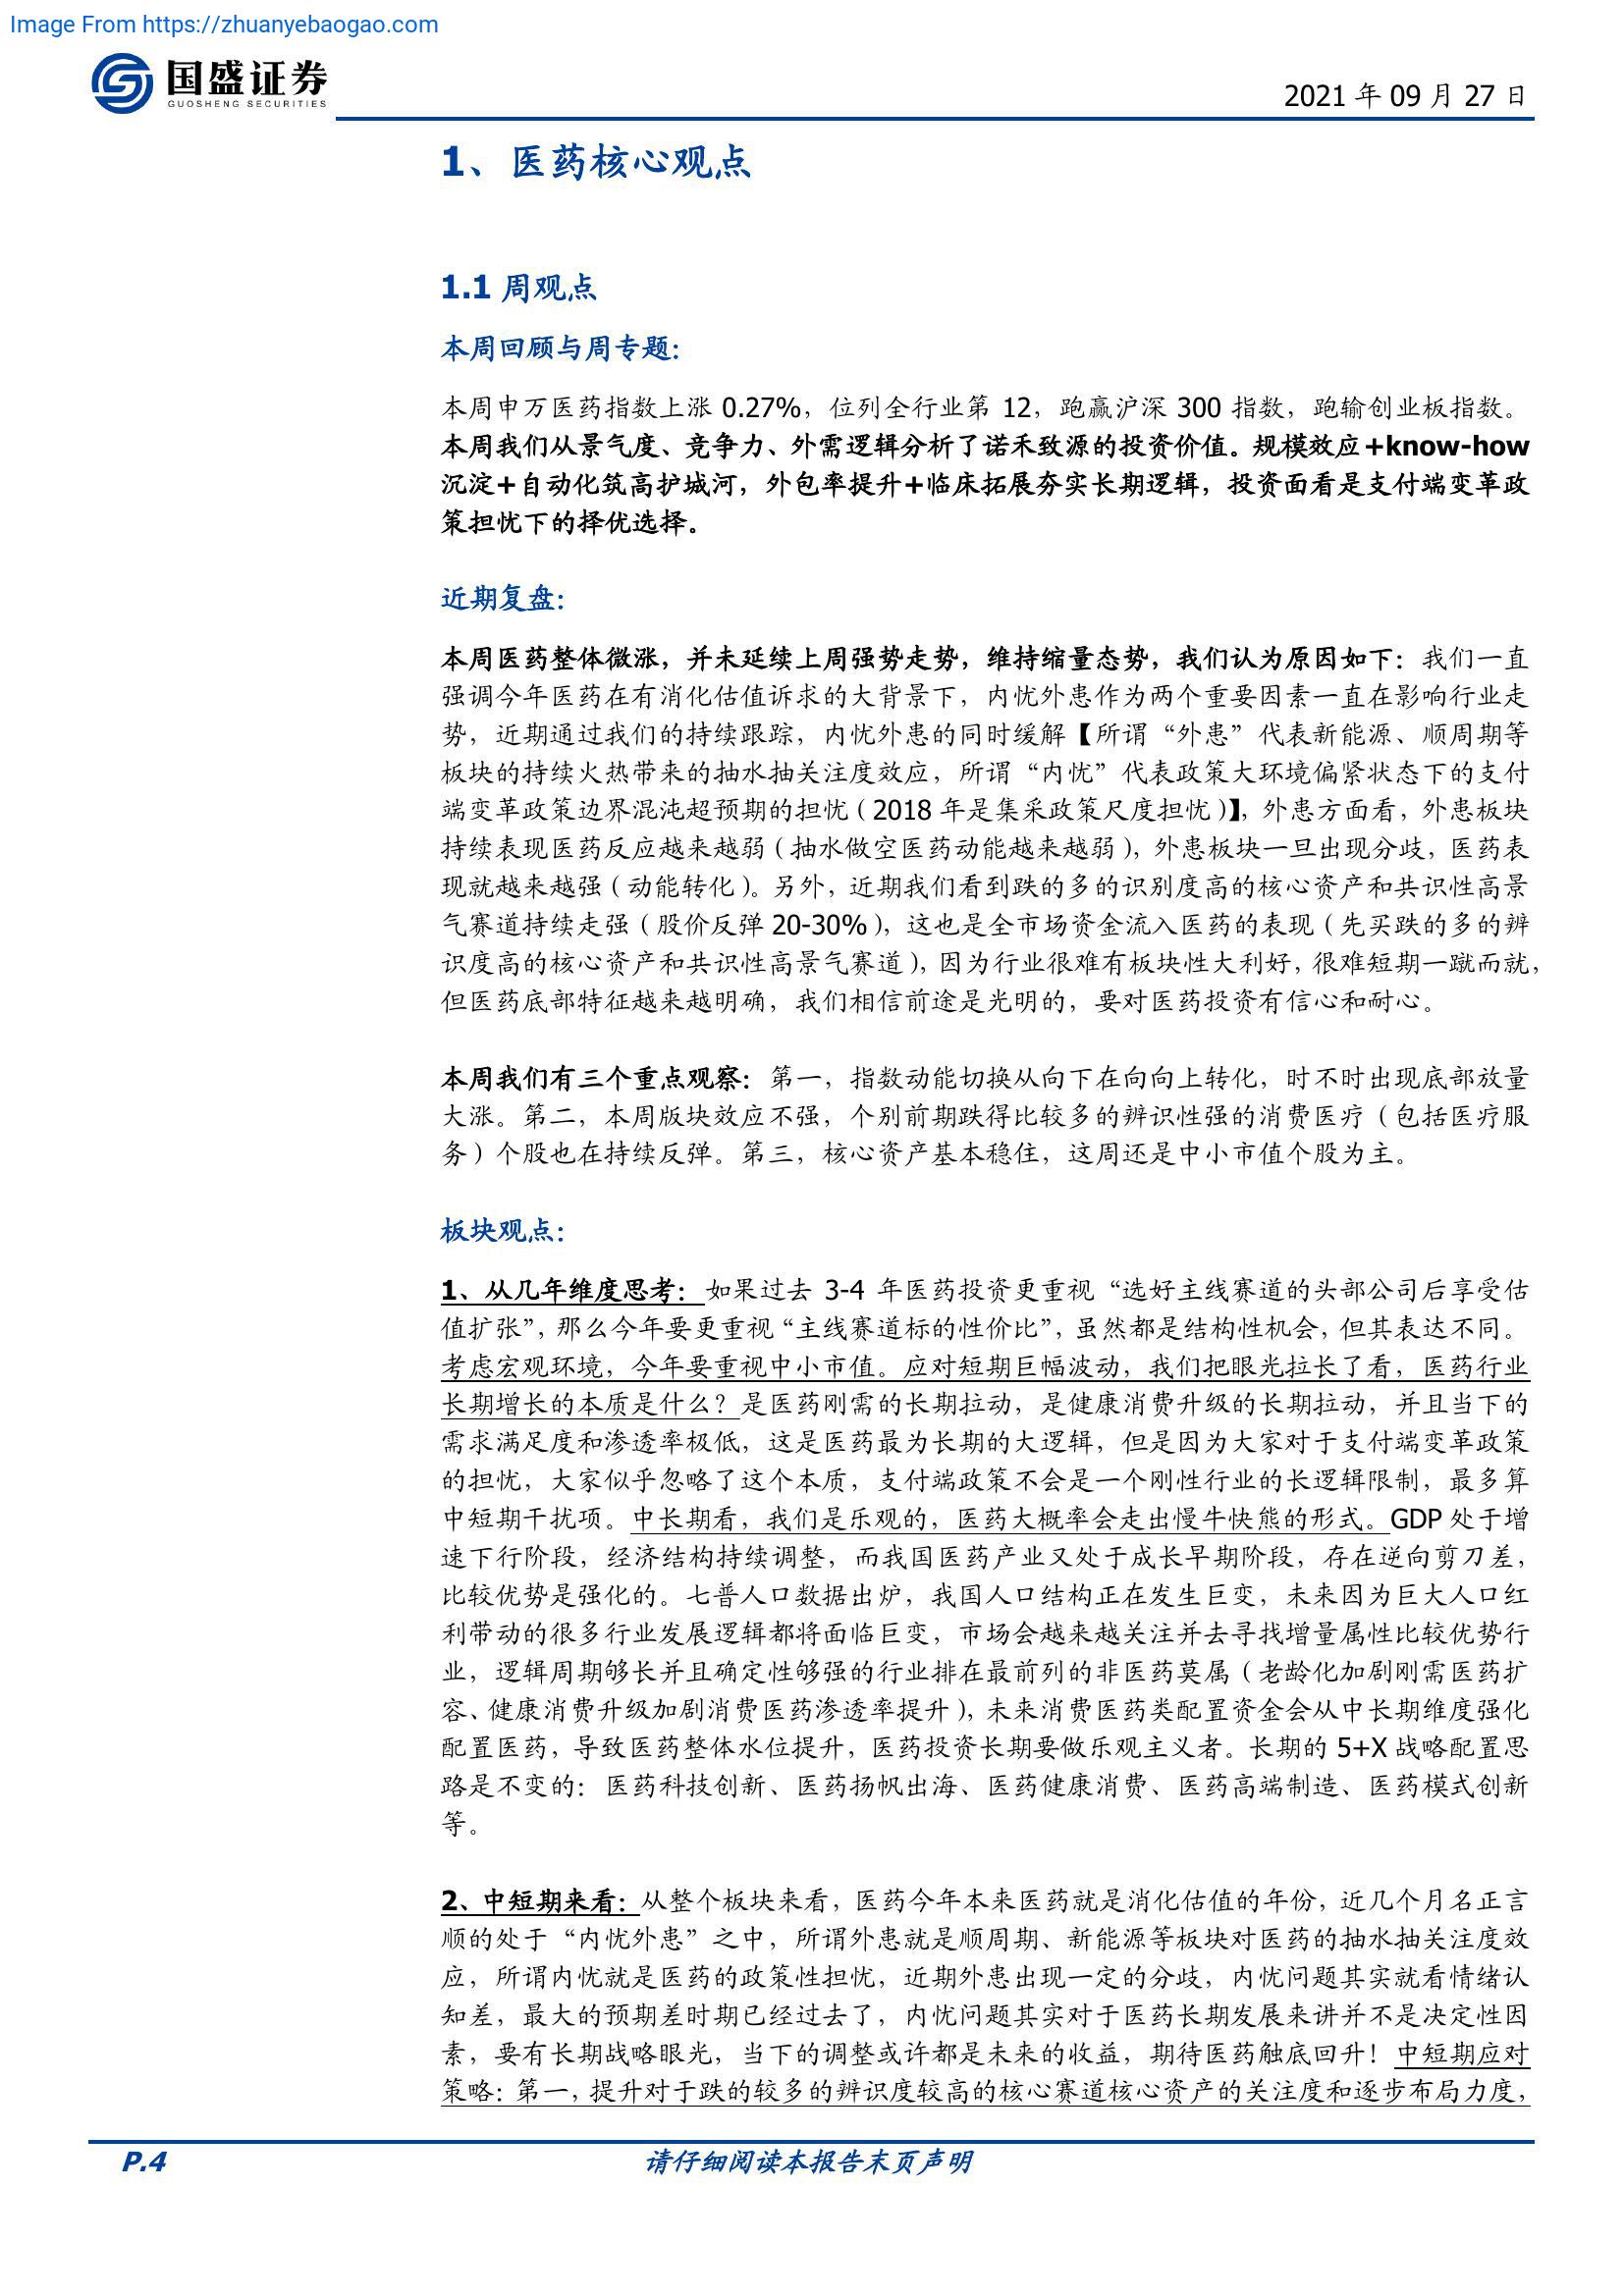 Image From https://zhuanyebaogao.com
国盛证券
GUOSHENG SECURITIES
2021 年 09 月 27 日
1、医药核心观点
1.1 周观点
本周回顾与周专题：
本周申万医药指数上涨 0.27%，位列全行业第 12，跑赢沪深 300 指数，跑输创业板指数。
本周我们从景气度、竞争力、外需逻辑分析了诺禾致源的投资价值。规模效应+know-how
沉淀+自动化筑高护城河，外包率提升+临床拓展夯实长期逻辑，投资面看是支付端变革政
策担忧下的择优选择。
近期复盘：
本周医药整体微涨，并未延续上周强势走势，维持缩量态势，我们认为原因如下：我们一直
强调今年医药在有消化估值诉求的大背景下，内忧外患作为两个重要因素一直在影响行业走
势，近期通过我们的持续跟踪，内忧外患的同时缓解【所谓“外患”代表新能源、顺周期等
板块的持续火热带来的抽水抽关注度效应，所谓“内忧”代表政策大环境偏紧状态下的支付
端变革政策边界混沌超预期的担忧（2018 年是集采政策尺度担忧）】，外患方面看，外患板块
持续表现医药反应越来越弱（抽水做空医药动能越来越弱），外患板块一旦出现分歧，医药表
现就越来越强（动能转化）。另外，近期我们看到跌的多的识别度高的核心资产和共识性高景
气赛道持续走强（股价反弹 20-30%），这也是全市场资金流入医药的表现（先买跌的多的辨
识度高的核心资产和共识性高景气赛道），因为行业很难有板块性大利好，很难短期一蹴而就，
但医药底部特征越来越明确，我们相信前途是光明的，要对医药投资有信心和耐心。
本周我们有三个重点观察：第一，指数动能切换从向下在向向上转化，时不时出现底部放量
大涨。第二，本周版块效应不强，个别前期跌得比较多的辨识性强的消费医疗（包括医疗服
务）个股也在持续反弹。第三，核心资产基本稳住，这周还是中小市值个股为主。
板块观点：
1、从几年维度思考：如果过去 3-4 年医药投资更重视“选好主线赛道的头部公司后享受估
值扩张”，那么今年要更重视“主线赛道标的性价比”，虽然都是结构性机会，但其表达不同。
考虑宏观环境，今年要重视中小市值。应对短期巨幅波动，我们把眼光拉长了看，医药行业
长期增长的本质是什么？是医药刚需的长期拉动，是健康消费升级的长期拉动，并且当下的
需求满足度和渗透率极低，这是医药最为长期的大逻辑，但是因为大家对于支付端变革政策
的担忧，大家似乎忽略了这个本质，支付端政策不会是一个刚性行业的长逻辑限制，最多算
中短期干扰项。中长期看，我们是乐观的，医药大概率会走出慢牛快熊的形式。GDP 处于增
速下行阶段，经济结构持续调整，而我国医药产业又处于成长早期阶段，存在逆向剪刀差，
比较优势是强化的。七普人口数据出炉，我国人口结构正在发生巨变，未来因为巨大人口红
利带动的很多行业发展逻辑都将面临巨变，市场会越来越关注并去寻找增量属性比较优势行
业，逻辑周期够长并且确定性够强的行业排在最前列的非医药莫属（老龄化加剧刚需医药扩
容、健康消费升级加剧消费医药渗透率提升），未来消费医药类配置资金会从中长期维度强化
配置医药，导致医药整体水位提升，医药投资长期要做乐观主义者。长期的 5+X 战略配置思
路是不变的：医药科技创新、医药扬帆出海、医药健康消费、医药高端制造、医药模式创新
等。
2、中短期来看：从整个板块来看，医药今年本来医药就是消化估值的年份，近几个月名正言
顺的处于“内忧外患”之中，所谓外患就是顺周期、新能源等板块对医药的抽水抽关注度效
应，所谓内忧就是医药的政策性担忧，近期外患出现一定的分歧，内忧问题其实就看情绪认
知差，最大的预期差时期已经过去了，内忧问题其实对于医药长期发展来讲并不是决定性因
素，要有长期战略眼光，当下的调整或许都是未来的收益，期待医药触底回升！中短期应对
策略：第一，提升对于跌的较多的辨识度较高的核心赛道核心资产的关注度和逐步布局力度，
P.4
请仔细阅读本报告末页声明